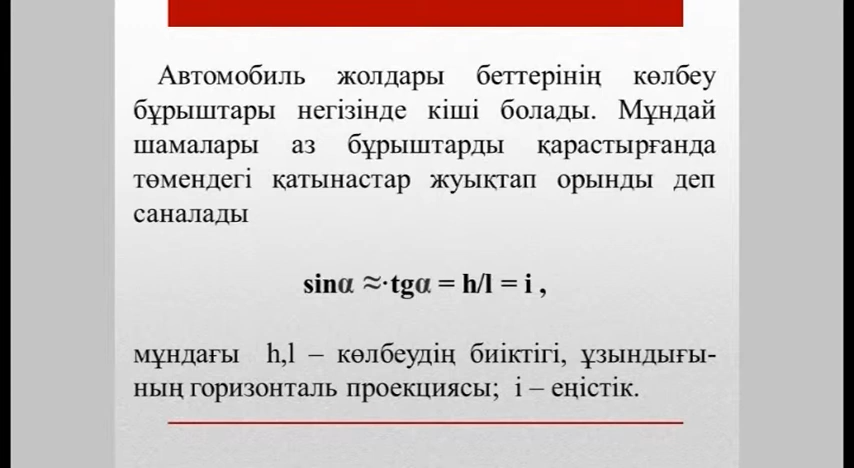 Автомобиль жолдары беттерінің көлбеу
бұрыштары негізінде кіші болады. Мұндай
шамалары аз бұрыштарды қарастырғанда
төмендегі қатынастар жуықтап орынды деп
саналады
sinα ≈·tgα = h/l = i ,
мұндағы h,l – көлбеудің биіктігі, ұзындығы-
ның горизонталь проекциясы; і – еңістік.